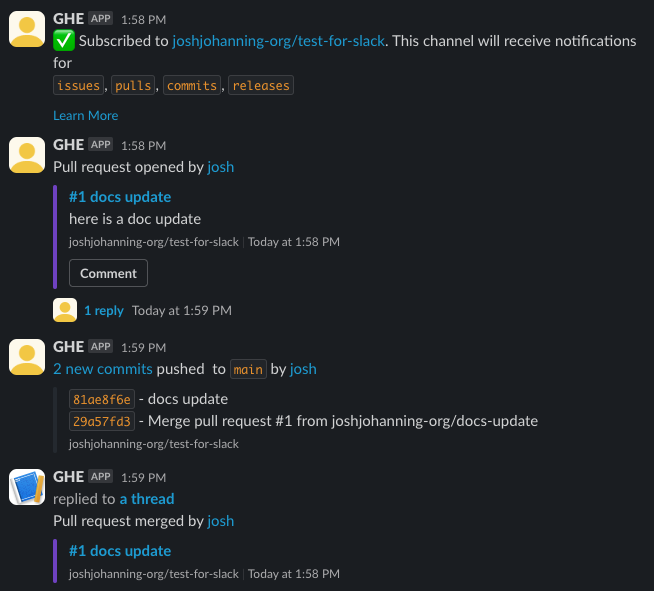 GHE APP 1:58 PM
✅ Subscribed to joshjohanning-org/test-for-slack. This channel will receive notifications
for
issues, pulls, commits, releases
Learn More
GHE APP 1:58 PM
Pull request opened by josh
#1 docs update
here is a doc update
joshjohanning-org/test-for-slack | Today at 1:58 PM
Comment
1 reply Today at 1:59 PM
GHE APP 1:59 PM
2 new commits pushed to main by josh
81ae8f6e - docs update
29a57fd3 - Merge pull request #1 from joshjohanning-org/docs-update
joshjohanning-org/test-for-slack
GHE APP 1:59 PM
replied to a thread
Pull request merged by josh
#1 docs update
joshjohanning-org/test-for-slack | Today at 1:58 PM